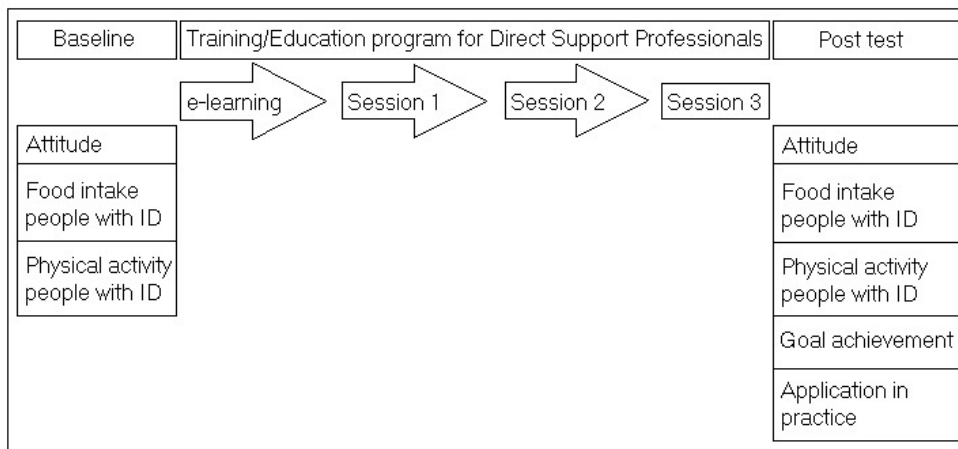 Baseline
Training/Education program for Direct Support Professionals
Post test
e-learning
Session 1
Session 2
Session 3
Attitude
Food intake
people with ID
Physical activity
people with ID
Attitude
Food intake
people with ID
Physical activity
people with ID
Goal achievement
Application in
practice